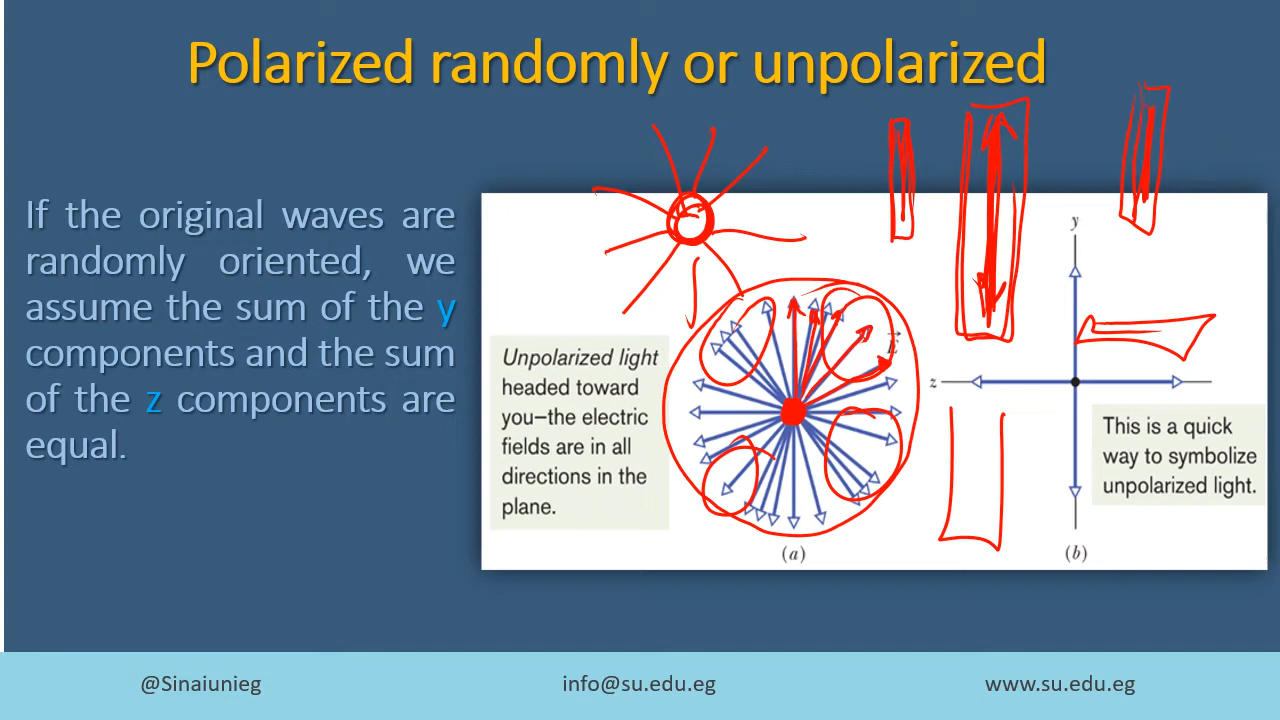 Polarized randomly or unpolarized
If the original waves are
randomly oriented, we
assume the sum of the y
components and the sum
of the z components are
equal.
Unpolarized light
headed toward
you—the electric
fields are in all
directions in the
plane.
E
(a)
y
z
This is a quick
way to symbolize
unpolarized light.
(b)
@Sinaiunieg
info@su.edu.eg
www.su.edu.eg